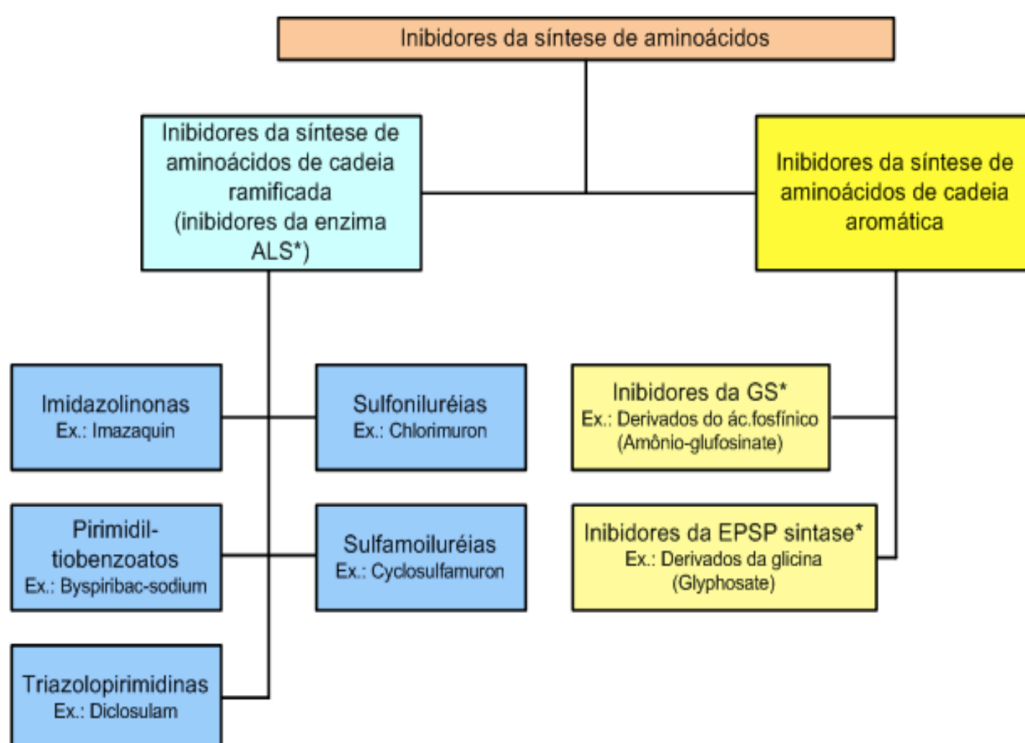 Inibidores da síntese de aminoácidos
Inibidores da síntese de
aminoácidos de cadeia
ramificada
(inibidores da enzima
ALS*)
Inibidores da síntese de
aminoácidos de cadeia
aromática
Imidazolinonas
Ex.: Imazaquin
Sulfoniluréias
Ex.: Chlorimuron
Inibidores da GS*
Ex.: Derivados do ác.fosfínico
(Amônio-glufosinate)
Pirimidil-
tiobenzoatos
Ex.: Byspiribac-sodium
Sulfamoiluréias
Ex.: Cyclosulfamuron
Inibidores da EPSP sintase*
Ex.: Derivados da glicina
(Glyphosate)
Triazolopirimidinas
Ex.: Diclosulam